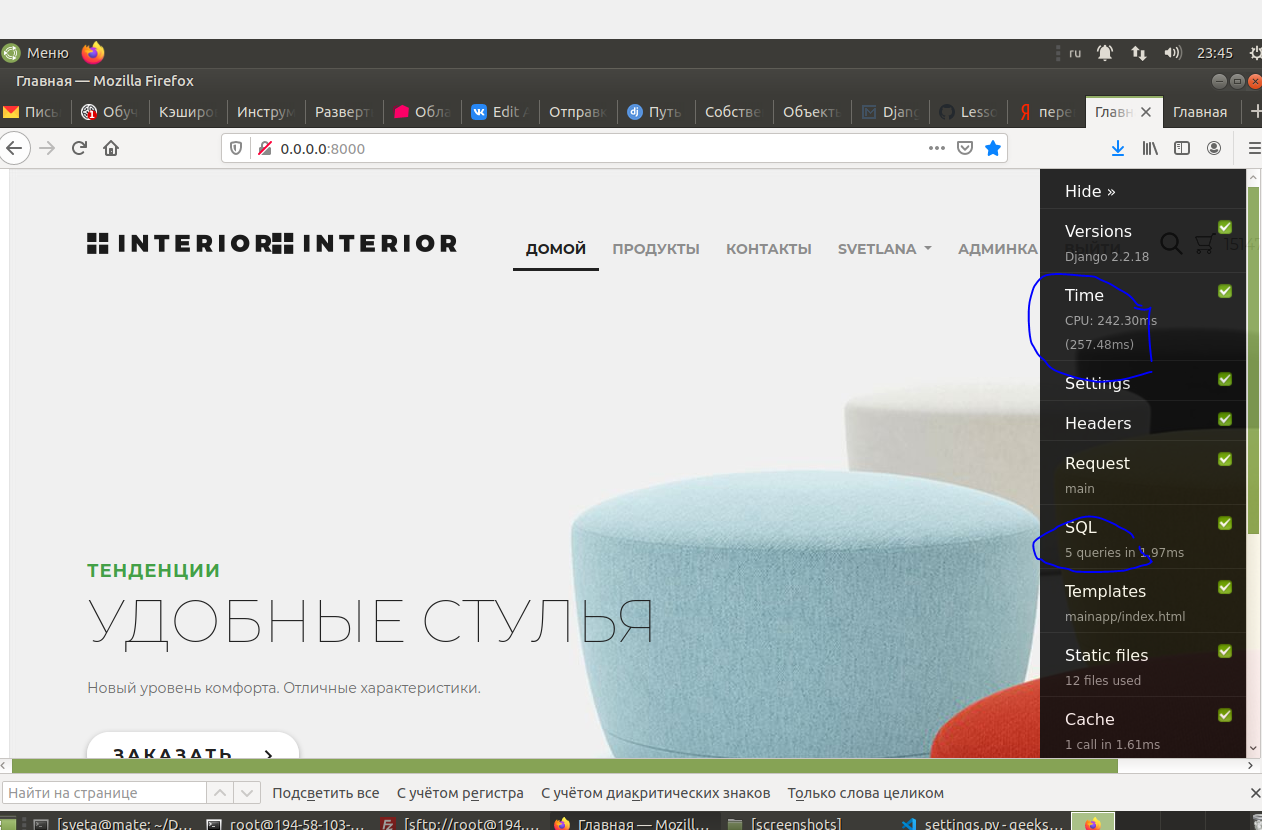 Меню
ru
23:45
Главная — Mozilla Firefox
Пись
Обуч
Кэширо
Инструм
Разверт
Обла
Edit
Отправк
Путь
Собстве
Объекть
Djang
Lessc
пере
Главн
Главная
0.0.0.0:8000
INTERIOR INTERIOR
ДОМОЙ
ПРОДУКТЫ
КОНТАКТЫ
SVETLANA
АДМИНКА
ВЫЙТИ
Hide »
Versions
Django 2.2.18
Time
CPU: 242.30ms
(257.48ms)
Settings
Headers
Request
main
SQL
5 queries in 1.97ms
Templates
mainapp/index.html
Static files
12 files used
Cache
1 call in 1.61ms
ТЕНДЕНЦИИ
УДОБНЫЕ СТУЛЬЯ
Новый уровень комфорта. Отличные характеристики.
ЗАКАЗАТЬ
Найти на странице
Подсветить все
С учётом регистра
С учётом диакритических знаков
Только слова целиком
[sveta@mate: ~/D...
root@194-58-103-...
[sftp://root@194....
Главная — Mozill...
[screenshots]
settings.py - geeks...